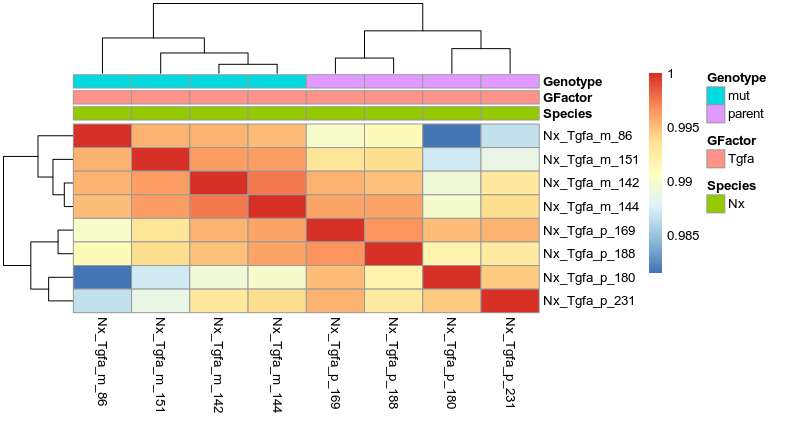 Genotype
GFactor
Species
Nx_Tgfa_m_86
Nx_Tgfa_m_151
Nx_Tgfa_m_142
Nx_Tgfa_m_144
Nx_Tgfa_p_169
Nx_Tgfa_p_188
Nx_Tgfa_p_180
Nx_Tgfa_p_231
Nx_Tgfa_m_86
Nx_Tgfa_m_151
Nx_Tgfa_m_142
Nx_Tgfa_m_144
Nx_Tgfa_p_169
Nx_Tgfa_p_188
Nx_Tgfa_p_180
Nx_Tgfa_p_231
1
0.995
0.99
0.985
Genotype
mut
parent
GFactor
Tgfa
Species
Nx